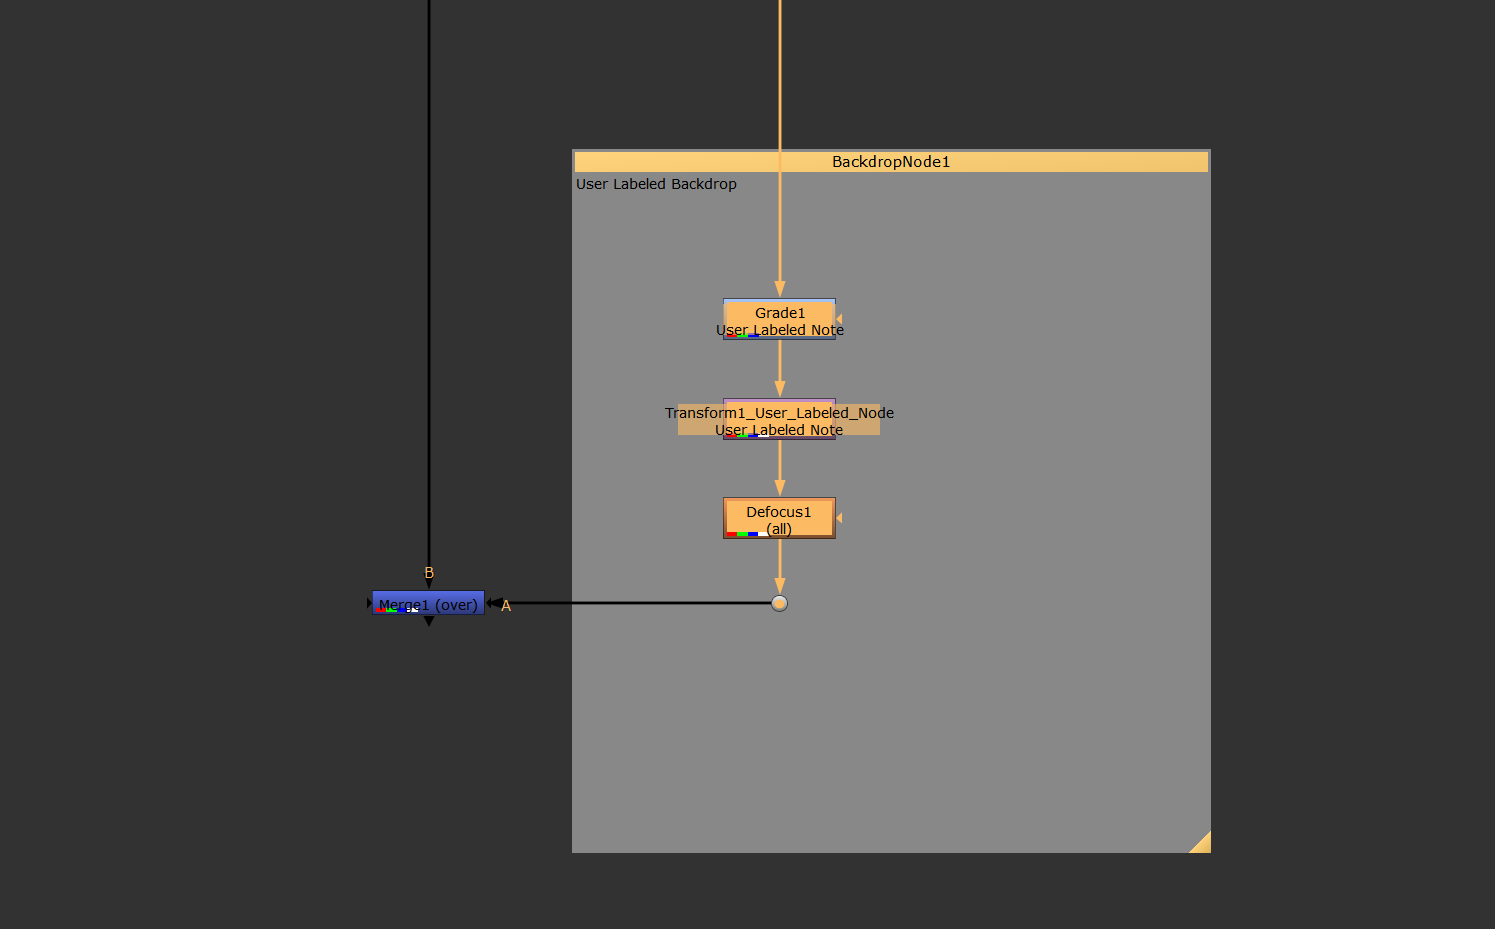 BackdropNode1
User Labeled Backdrop
Grade1
User Labeled Note
Transform1_User_Labeled_Node
User Labeled Note
Defocus1
(all)
B
Merge1 (over)
A